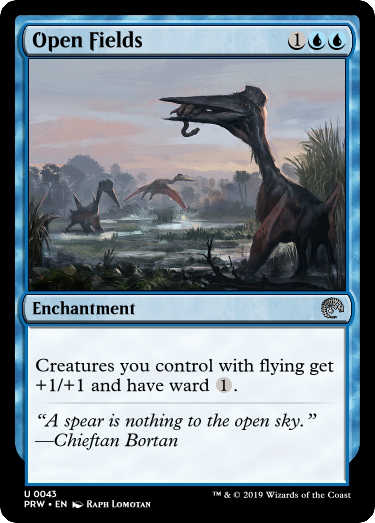 Open Fields 1
Enchantment
Creatures you control with flying get
+1/+1 and have ward 1.
"A spear is nothing to the open sky."
—Chieftan Bortan
U 0043
PRW • EN Raph Lomotan
™ & © 2019 Wizards of the Coast